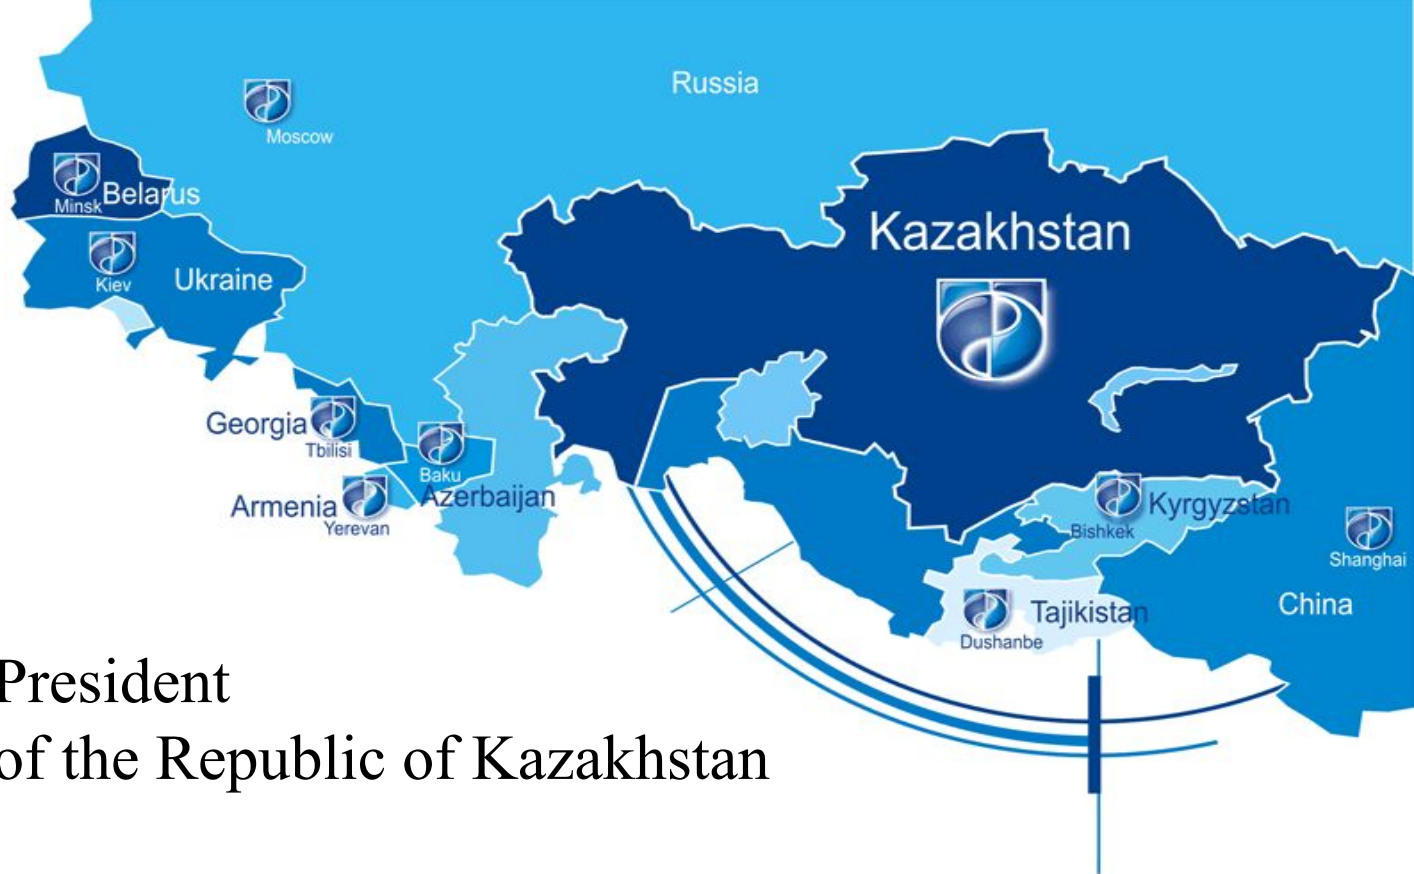 Russia
Moscow
Belarus
Minsk
Kazakhstan
Ukraine
Kiev
Georgia
Tbilisi
Baku
Azerbaijan
Armenia
Yerevan
Kyrgyzstan
Bishkek
Shanghai
China
Tajikistan
Dushanbe
President
of the Republic of Kazakhstan